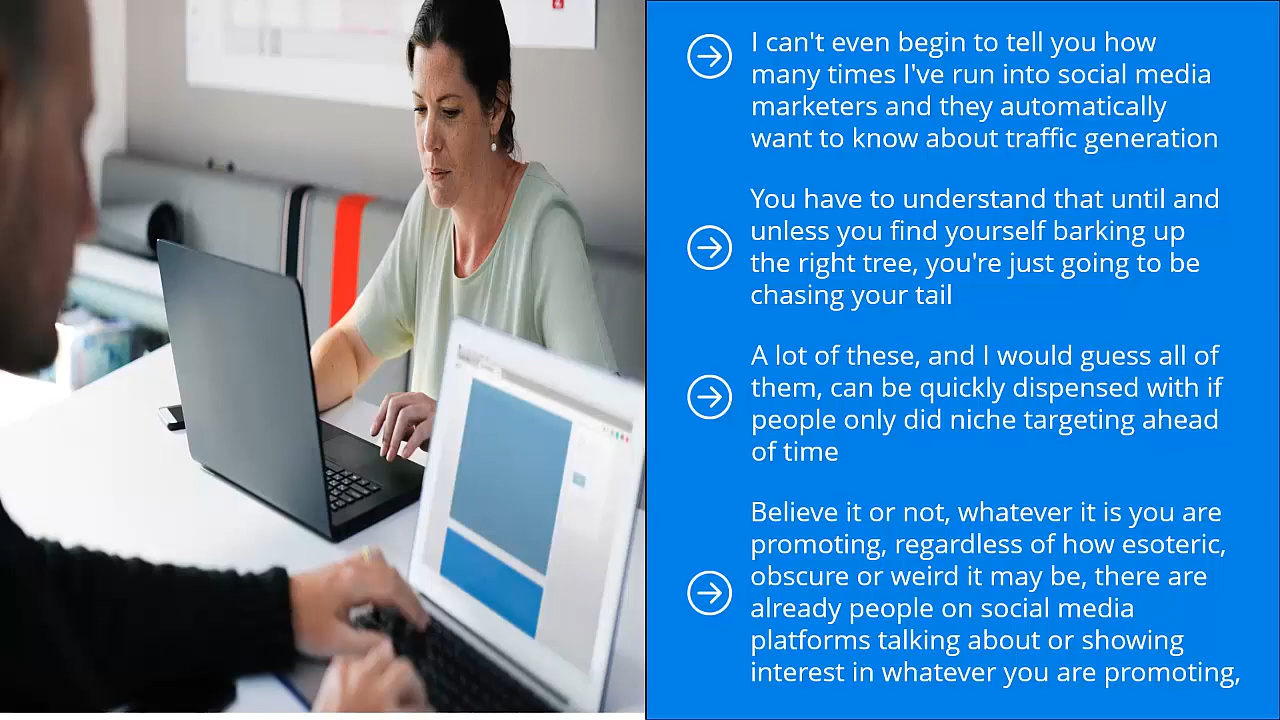 I can't even begin to tell you how
many times I've run into social media
marketers and they automatically
want to know about traffic generation
You have to understand that until and
unless you find yourself barking up
the right tree, you're just going to be
chasing your tail
A lot of these, and I would guess all of
them, can be quickly dispensed with if
people only did niche targeting ahead
of time
Believe it or not, whatever it is you are
promoting, regardless of how esoteric,
obscure or weird it may be, there are
already people on social media
platforms talking about or showing
interest in whatever you are promoting,